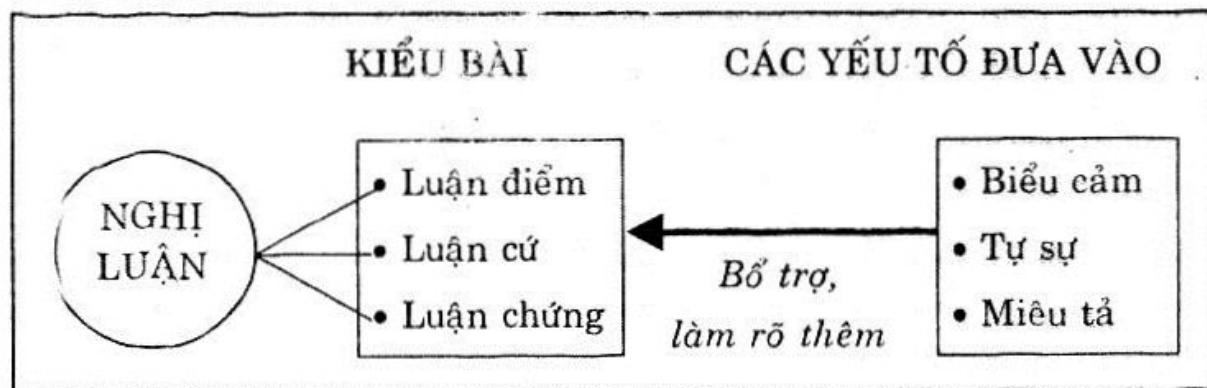 KIỂU BÀI
CÁC YẾU TỐ ĐƯA VÀO
NGHỊ
LUẬN
• Luận điểm
• Luận cứ
• Luận chứng
Bổ trợ,
làm rõ thêm
• Biểu cảm
• Tự sự
• Miêu tả